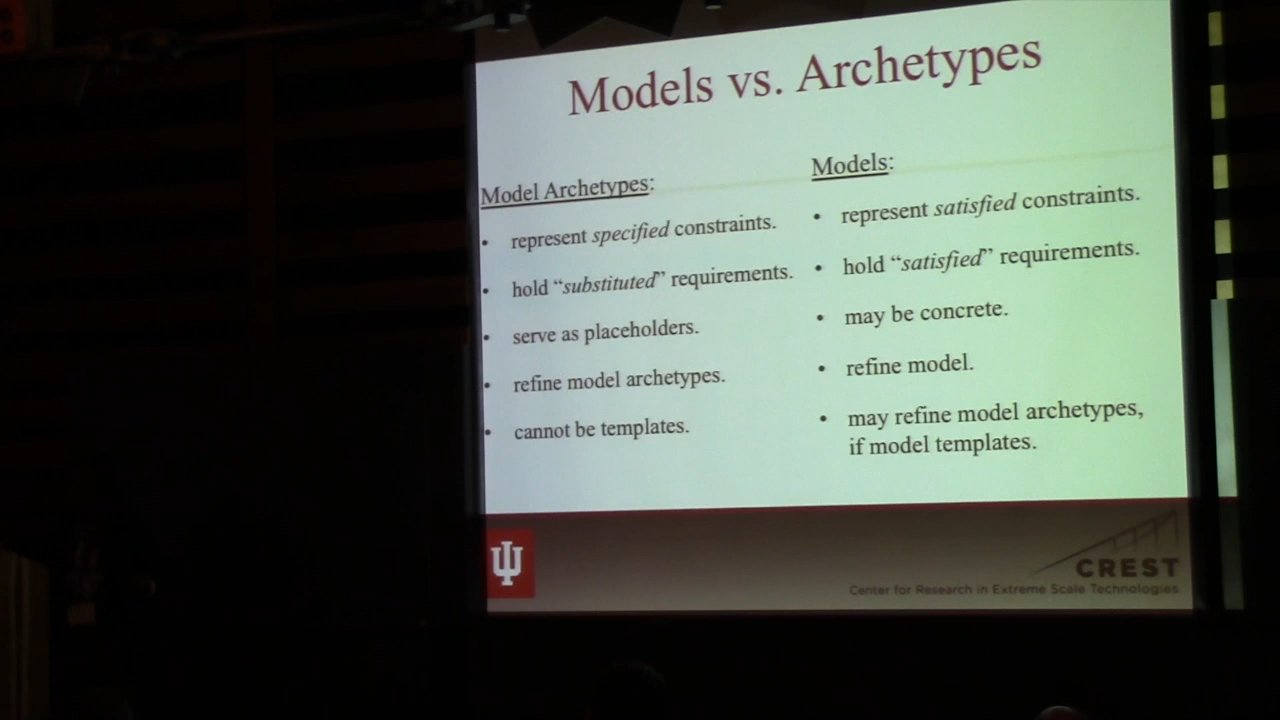 Models vs. Archetypes
Model Archetypes:
• represent specified constraints.
• hold “substituted” requirements.
• serve as placeholders.
• refine model archetypes.
• cannot be templates.
Models:
• represent satisfied constraints.
• hold “satisfied” requirements.
• may be concrete.
• refine model.
• may refine model archetypes,
if model templates.
CREST
Center for Research in Extreme Scale Technologies